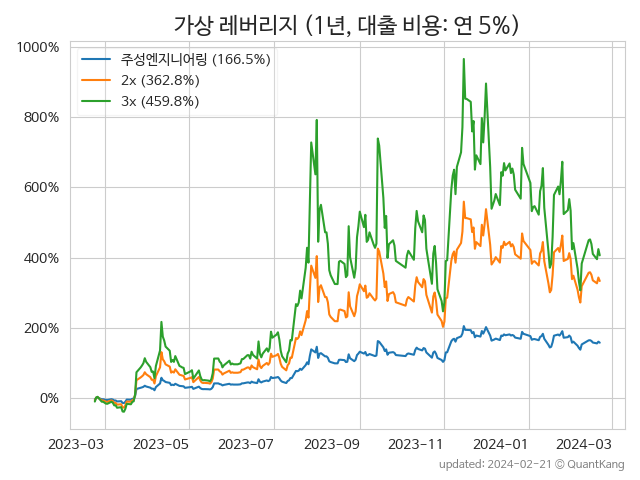 가상 레버리지 (1년, 대출 비용: 연 5%)
주성엔지니어링 (166.5%)
2x (362.8%)
3x (459.8%)
1000%
800%
600%
400%
200%
0%
2023-03 2023-05 2023-07 2023-09 2023-11 2024-01 2024-03
updated: 2024-02-21 © QuantKang